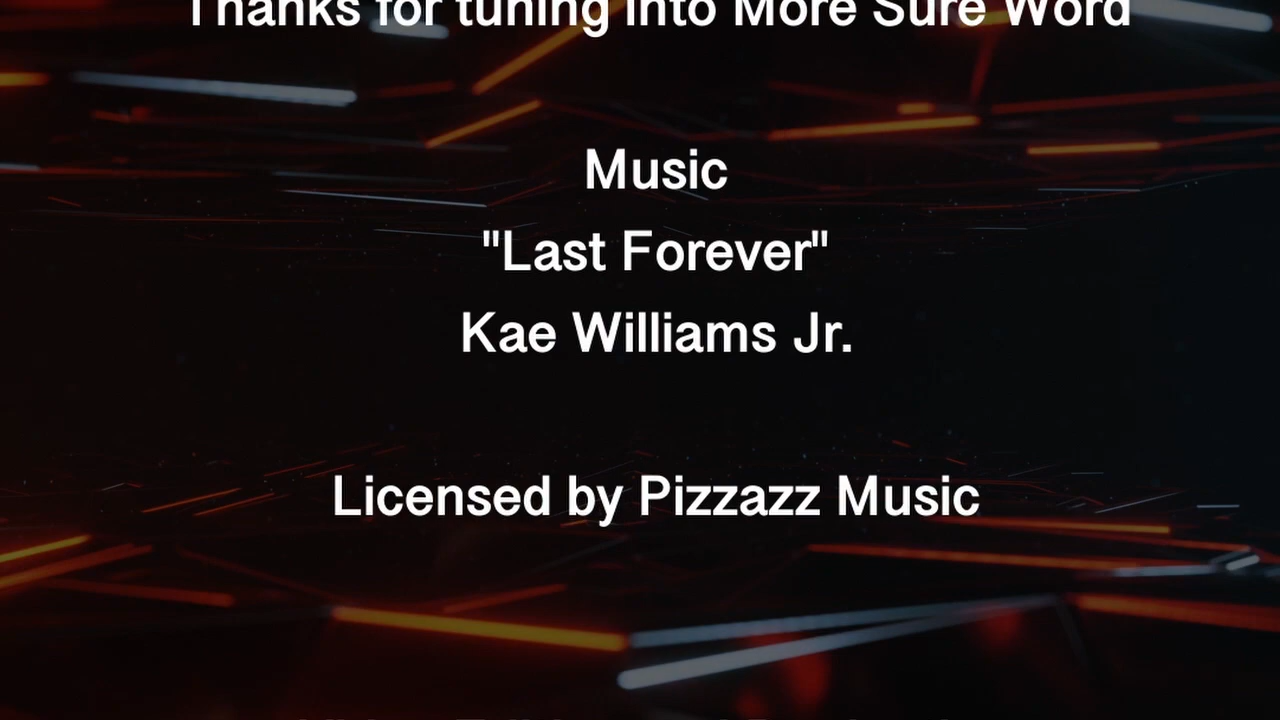 Thanks for tuning into More Sure Word
Music
"Last Forever"
Kae Williams Jr.
Licensed by Pizzazz Music